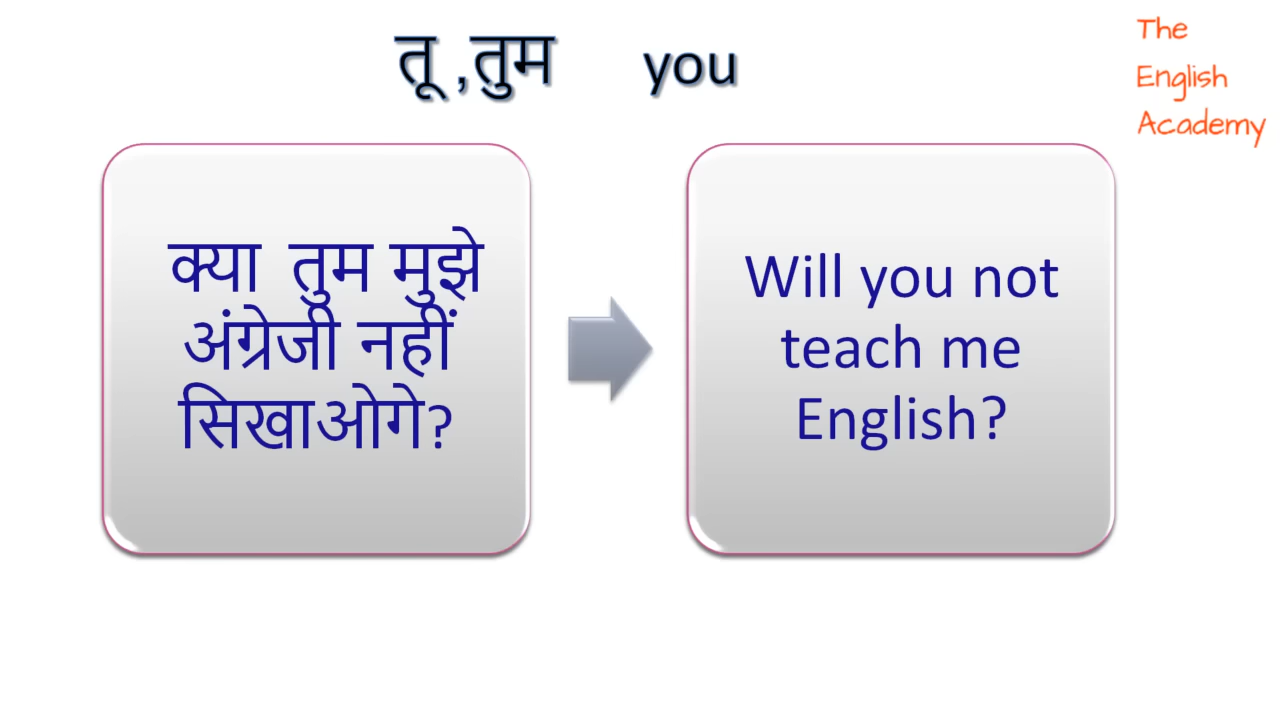 तू ,तुम you
The
English
Academy
क्या तुम मुझे
अंग्रेजी नहीं
सिखाओगे?
Will you not
teach me
English?